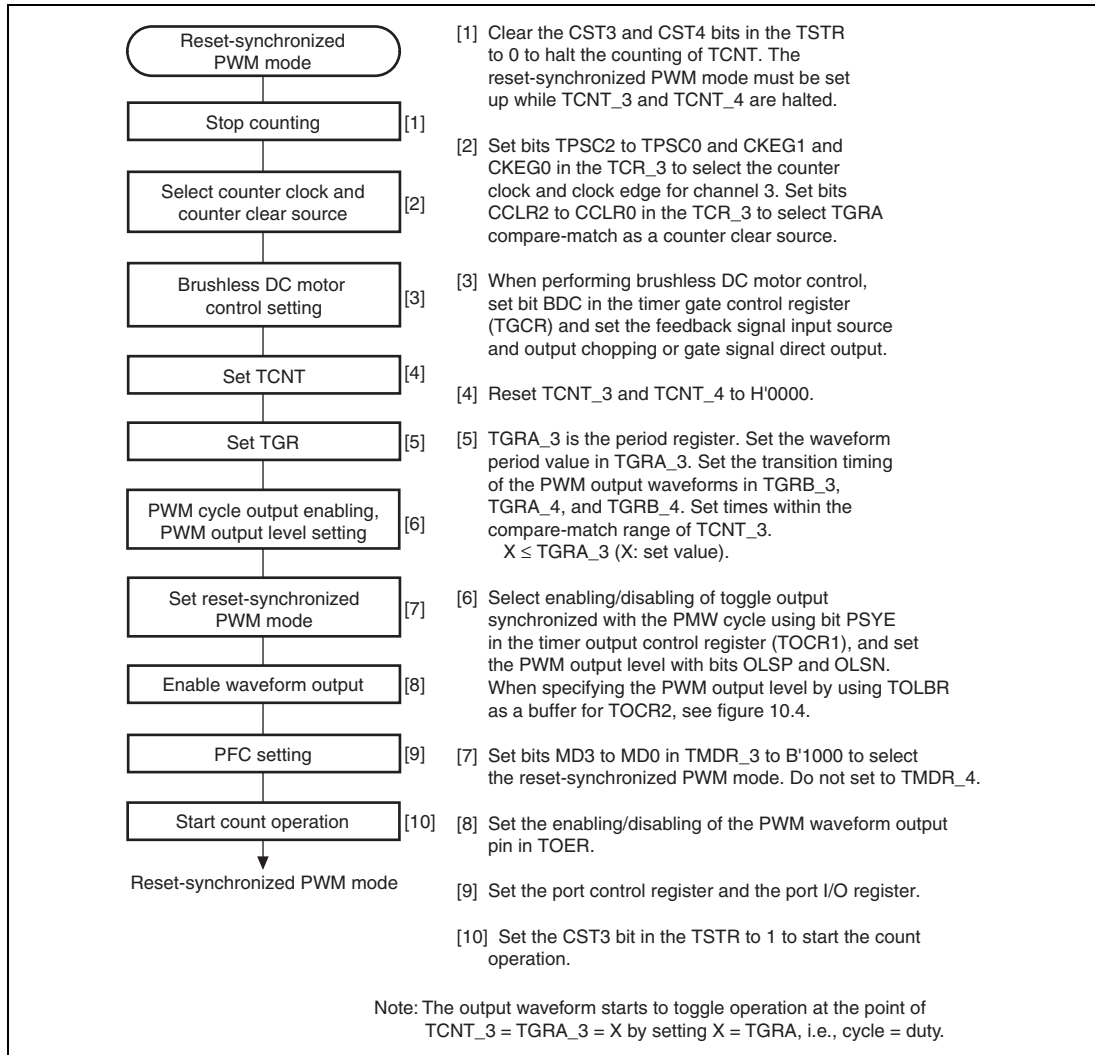 Reset-synchronized
PWM mode
Stop counting
[1]
Select counter clock and
counter clear source
[2]
Brushless DC motor
control setting
[3]
Set TCNT
[4]
Set TGR
[5]
PWM cycle output enabling,
PWM output level setting
[6]
Set reset-synchronized
PWM mode
[7]
Enable waveform output
[8]
PFC setting
[9]
Start count operation
[10]
Reset-synchronized PWM mode
[1] Clear the CST3 and CST4 bits in the TSTR
to 0 to halt the counting of TCNT. The
reset-synchronized PWM mode must be set
up while TCNT_3 and TCNT_4 are halted.
[2] Set bits TPSC2 to TPSC0 and CKEG1 and
CKEG0 in the TCR_3 to select the counter
clock and clock edge for channel 3. Set bits
CCLR2 to CCLR0 in the TCR_3 to select TGRA
compare-match as a counter clear source.
[3] When performing brushless DC motor control,
set bit BDC in the timer gate control register
(TGCR) and set the feedback signal input source
and output chopping or gate signal direct output.
[4] Reset TCNT_3 and TCNT_4 to H'0000.
[5] TGRA_3 is the period register. Set the waveform
period value in TGRA_3. Set the transition timing
of the PWM output waveforms in TGRB_3,
TGRA_4, and TGRB_4. Set times within the
compare-match range of TCNT_3.
X ≤ TGRA_3 (X: set value).
[6] Select enabling/disabling of toggle output
synchronized with the PMW cycle using bit PSYE
in the timer output control register (TOCR1), and set
the PWM output level with bits OLSP and OLSN.
When specifying the PWM output level by using TOLBR
as a buffer for TOCR2, see figure 10.4.
[7] Set bits MD3 to MD0 in TMDR_3 to B'1000 to select
the reset-synchronized PWM mode. Do not set to TMDR_4.
[8] Set the enabling/disabling of the PWM waveform output
pin in TOER.
[9] Set the port control register and the port I/O register.
[10] Set the CST3 bit in the TSTR to 1 to start the count
operation.
Note: The output waveform starts to toggle operation at the point of
TCNT_3 = TGRA_3 = X by setting X = TGRA, i.e., cycle = duty.